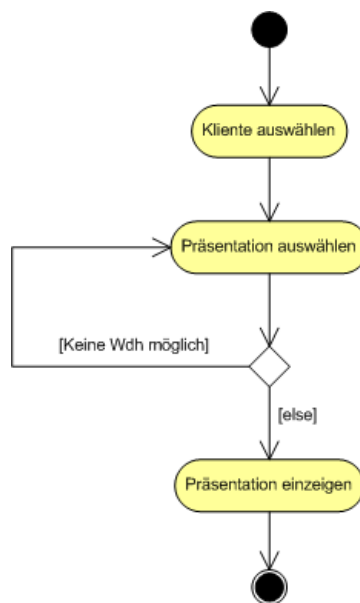 Kliente auswählen
Präsentation auswählen
[Keine Wdh möglich]
[else]
Präsentation einzeigen